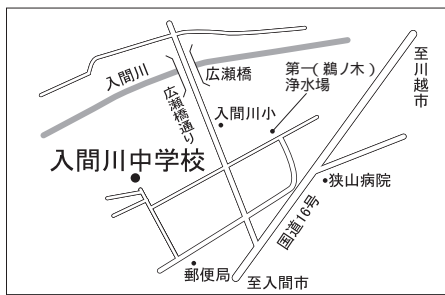 入間川
広瀬橋
広瀬橋通り
第一(鵜ノ木)
浄水場
至川越市
入間川小
入間川中学校
狭山病院
国道16号
郵便局
至入間市